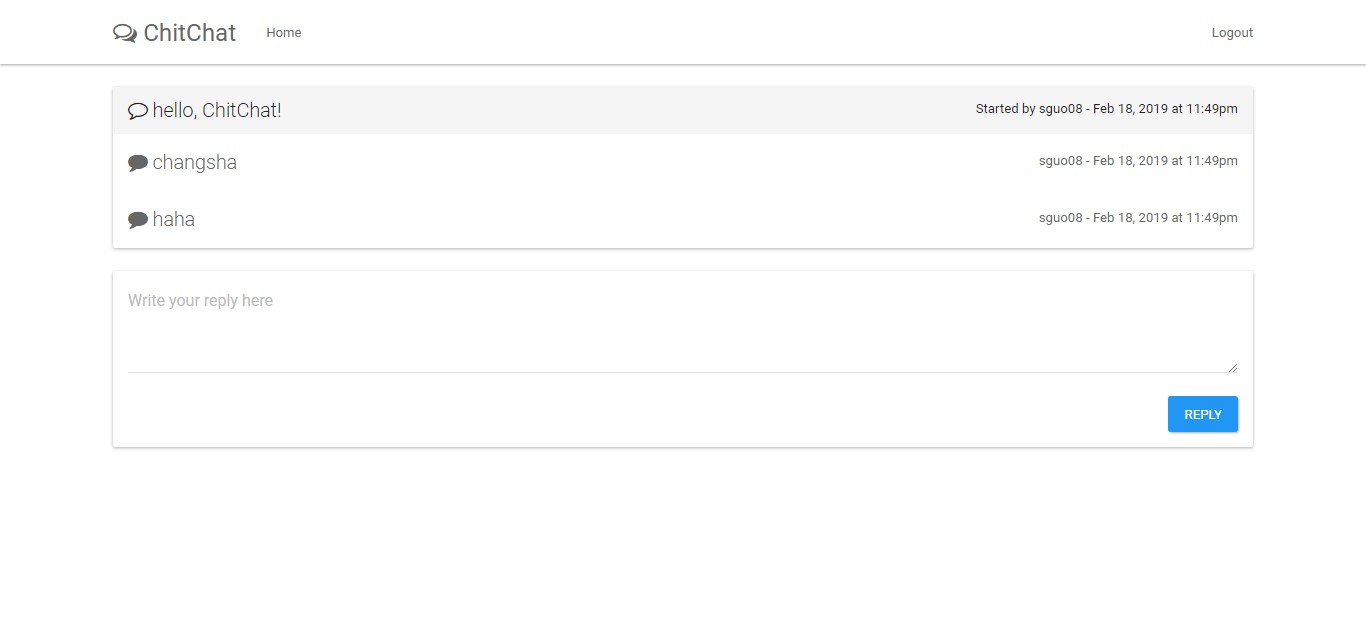 ChitChat Home Logout
hello, ChitChat! Started by sguo08 - Feb 18, 2019 at 11:49pm
changsha sguo08 - Feb 18, 2019 at 11:49pm
haha sguo08 - Feb 18, 2019 at 11:49pm
Write your reply here
REPLY